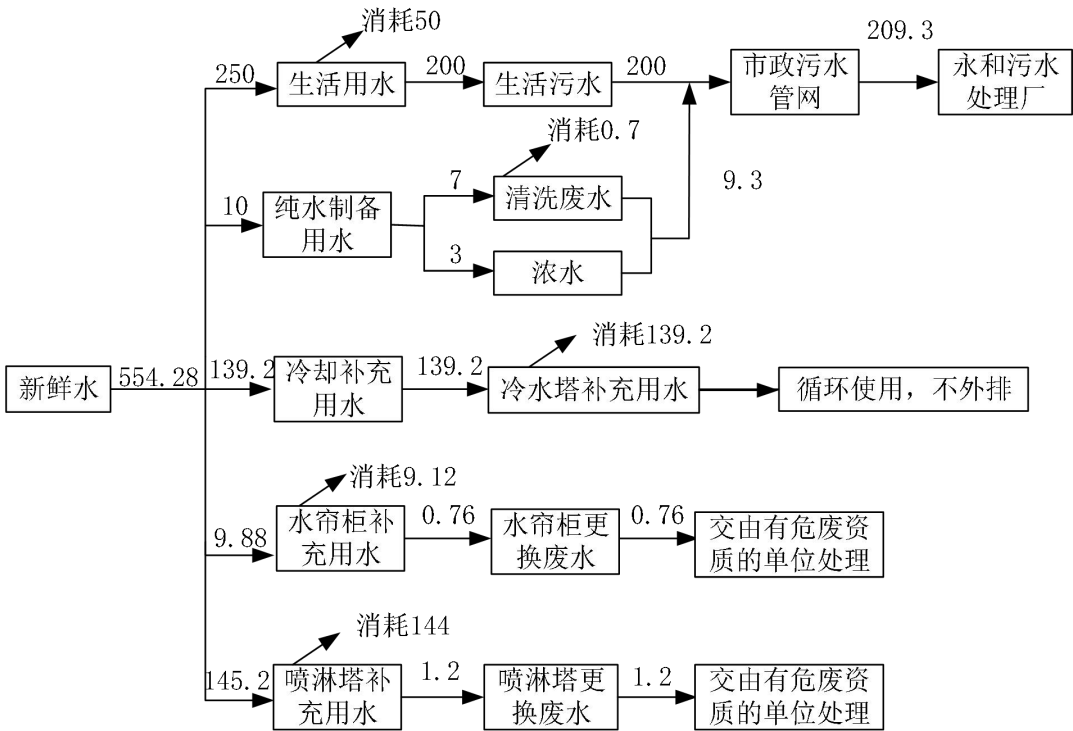 消耗50
209.3
250
生活用水
200
生活污水
200
市政污水
管网
永和污水
处理厂
消耗0.7
10
纯水制备
用水
7
清洗废水
9.3
3
浓水
消耗139.2
新鲜水
554.28
139.2
冷却补充
用水
139.2
冷水塔补充用水
循环使用，不外排
消耗9.12
9.88
水帘柜补
充用水
0.76
水帘柜更
换废水
0.76
交由有危废资
质的单位处理
消耗144
145.2
喷淋塔补
充用水
1.2
喷淋塔更
换废水
1.2
交由有危废资
质的单位处理